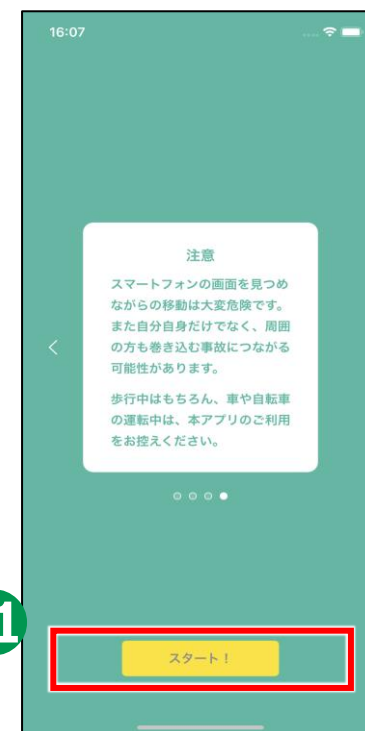 16:07
注意
スマートフォンの画面を見つめ
ながらの移動は大変危険です。
また自分自身だけでなく、周囲
の方も巻き込む事故につながる
可能性があります。
歩行中はもちろん、車や自転車
の運転中は、本アプリのご利用
をお控えください。
1
スタート！